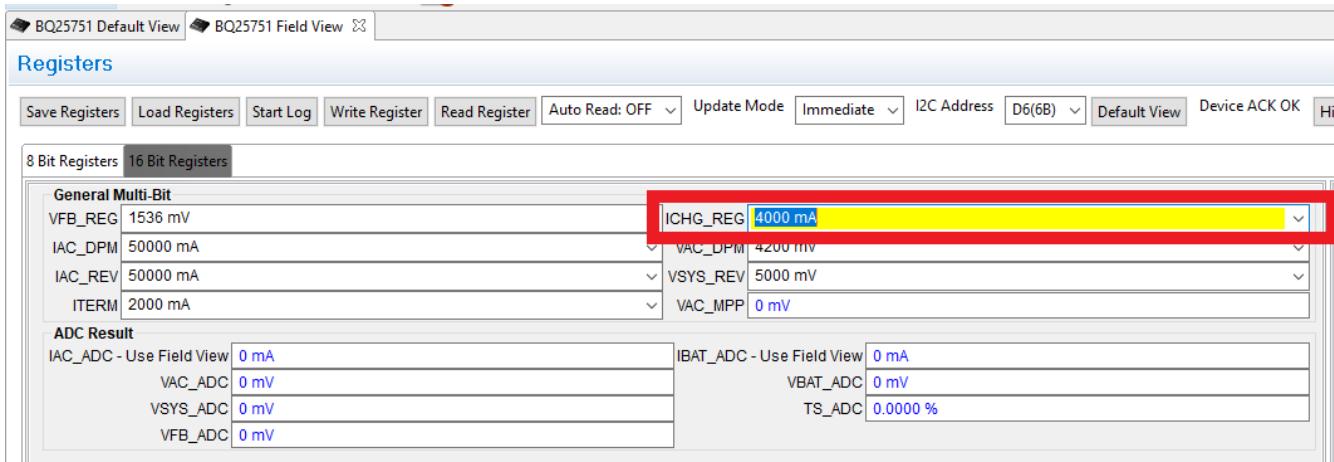 BQ25751 Default View BQ25751 Field View
Registers
Save Registers Load Registers Start Log Write Register Read Register Auto Read: OFF Update Mode Immediate I2C Address D6(6B) Default View Device ACK OK Hi
8 Bit Registers 16 Bit Registers
General Multi-Bit
VFB_REG 1536 mV ICHG_REG 4000 mA
IAC_DPM 50000 mA VAC_DPM 4200 mV
IAC_REV 50000 mA VSYS_REV 5000 mV
ITERM 2000 mA VAC_MPP 0 mV
ADC Result
IAC_ADC - Use Field View 0 mA IBAT_ADC - Use Field View 0 mA
VAC_ADC 0 mV VBAT_ADC 0 mV
VSYS_ADC 0 mV TS_ADC 0.0000 %
VFB_ADC 0 mV